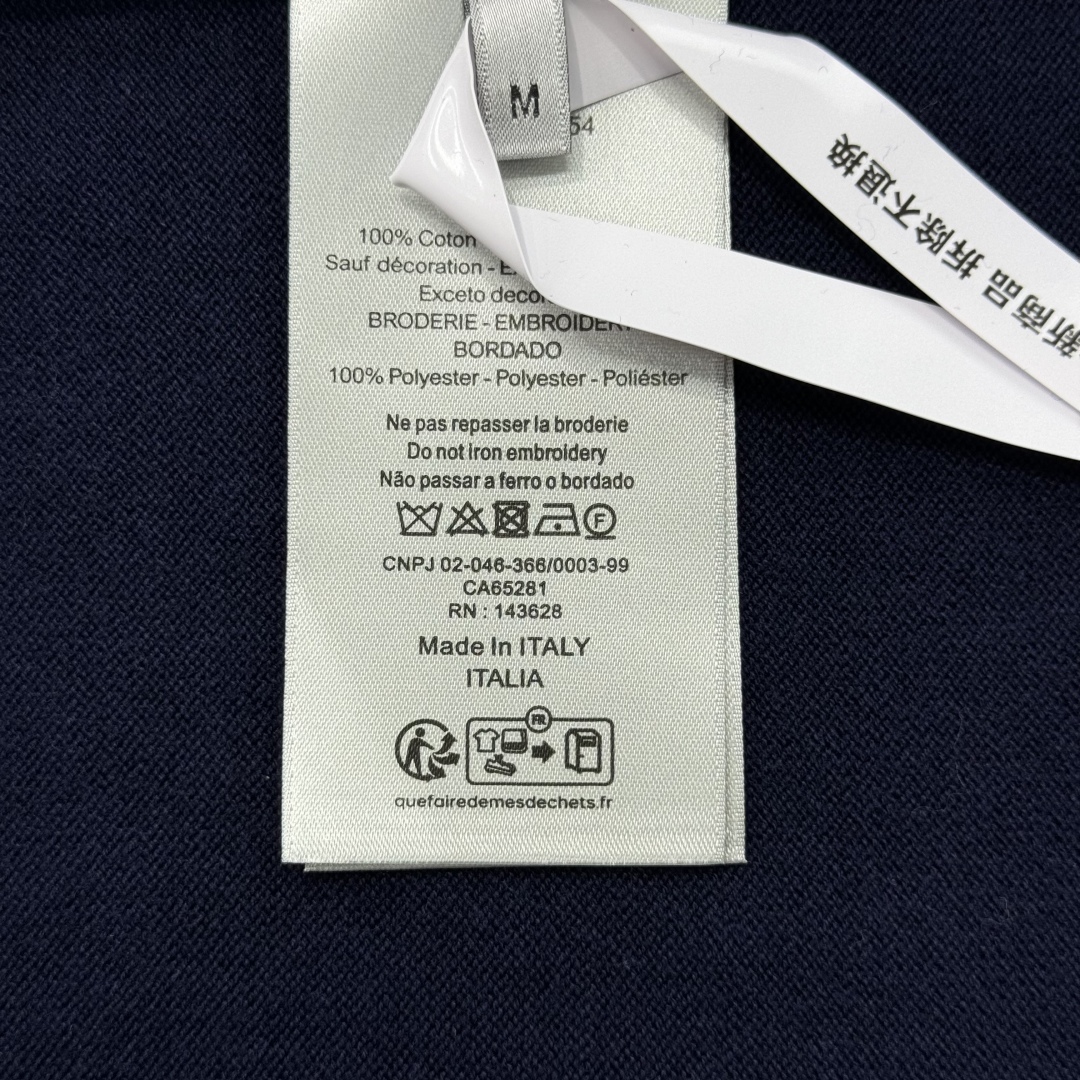 M
54
100% Coton
Sauf décoration -
Exceto
BRODERIE - EMBROIDERY
BORDADO
100% Polyester - Polyester - Poliéster
Ne pas repasser la broderie
Do not iron embroidery
Não passar a ferro o bordado
F
CNPJ 02-046-366/0003-99
CA65281
RN : 143628
Made In ITALY
ITALIA
FR
quefairedemesdechets.fr
新商品 拆除不退换